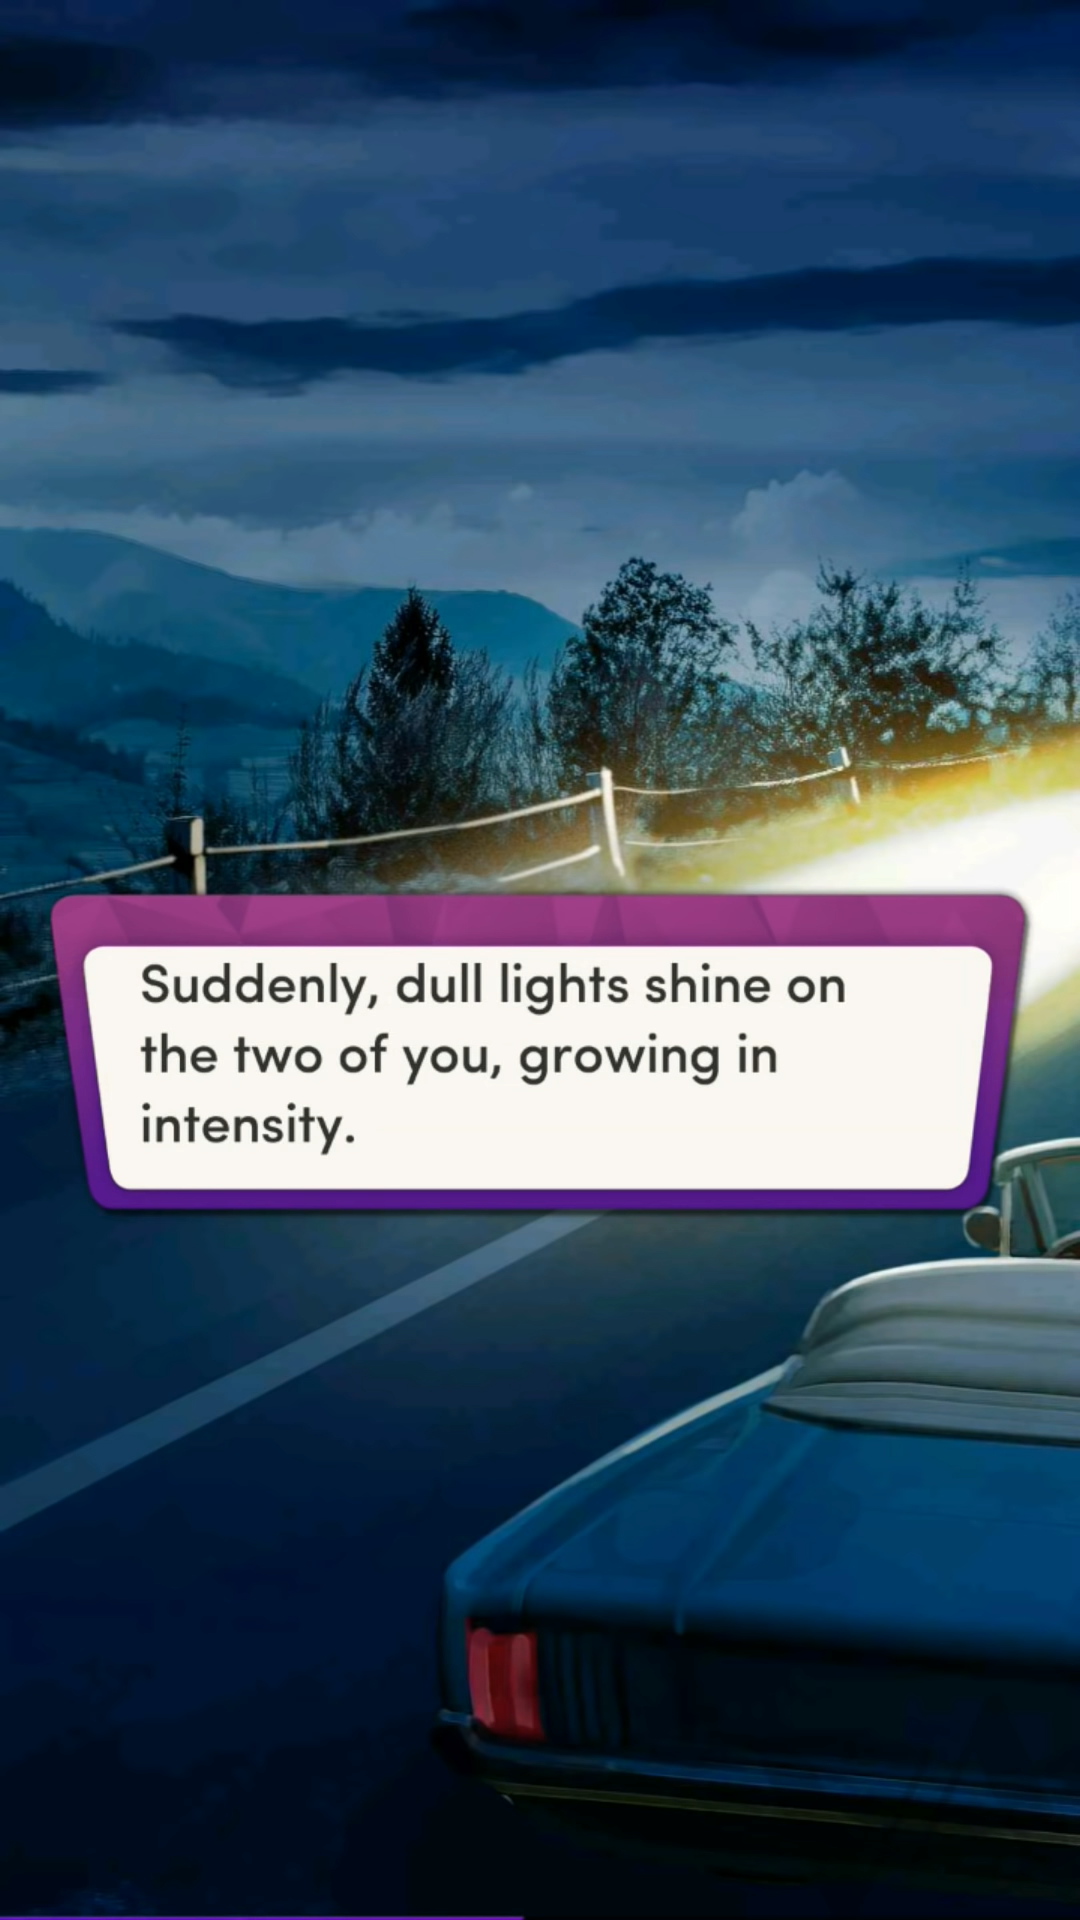 Suddenly, dull lights shine on
the two of you, growing in
intensity.